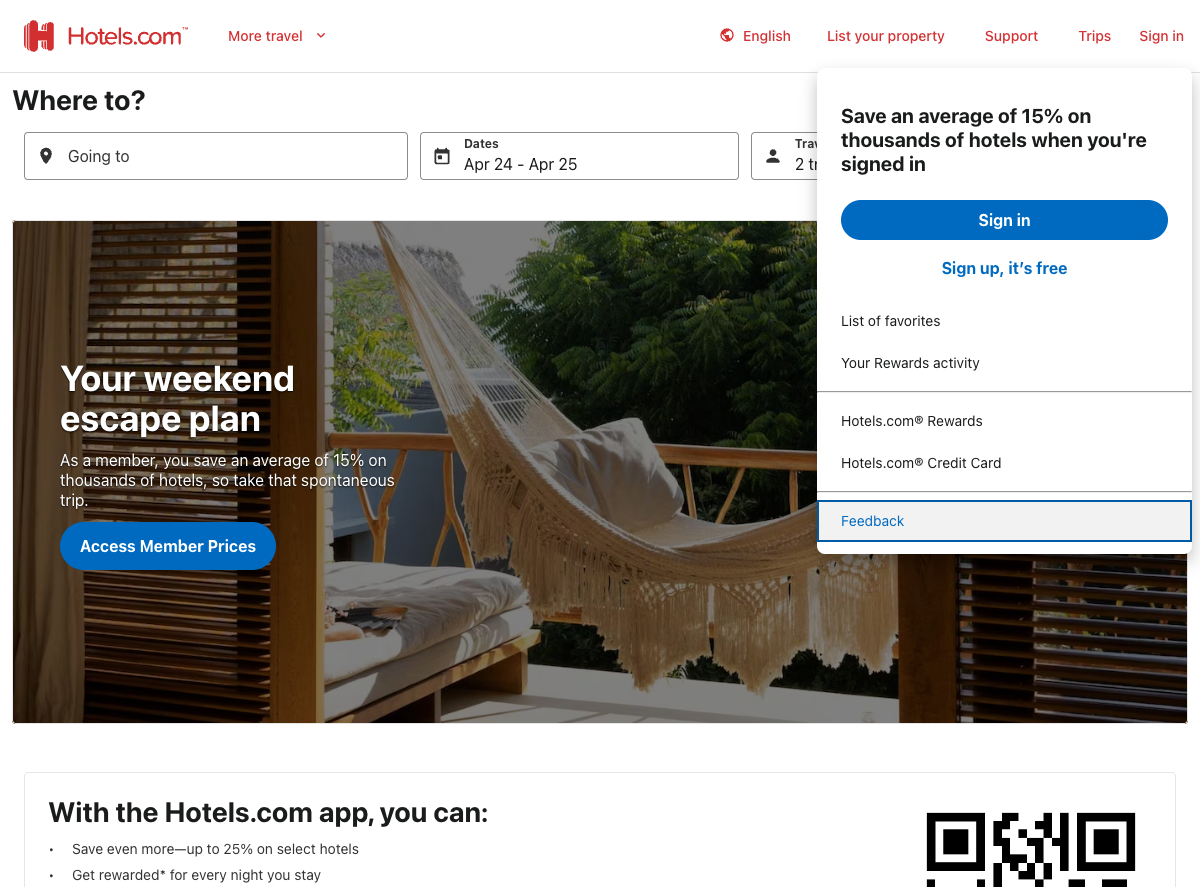 Hotels.com™
More travel
English
List your property
Support
Trips
Sign in
Where to?
Going to
Dates
Apr 24 - Apr 25
Save an average of 15% on
thousands of hotels when you're
signed in
Sign in
Sign up, it’s free
List of favorites
Your Rewards activity
Hotels.com® Rewards
Hotels.com® Credit Card
Feedback
Your weekend
escape plan
As a member, you save an average of 15% on
thousands of hotels, so take that spontaneous
trip.
Access Member Prices
With the Hotels.com app, you can:
• Save even more—up to 25% on select hotels
• Get rewarded* for every night you stay